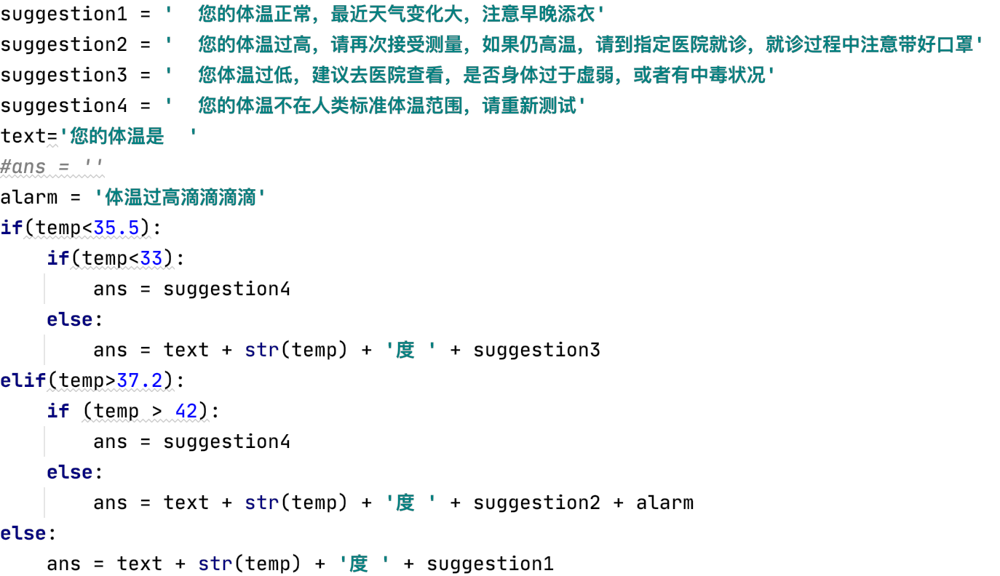 suggestion1 = '  您的体温正常，最近天气变化大，注意早晚添衣'
suggestion2 = '  您的体温过高，请再次接受测量，如果仍高温，请到指定医院就诊，就诊过程中注意带好口罩'
suggestion3 = '  您体温过低，建议去医院查看，是否身体过于虚弱，或者有中毒状况'
suggestion4 = '  您的体温不在人类标准体温范围，请重新测试'
text='您的体温是  '
#ans = ''
alarm = '体温过高滴滴滴滴'
if(temp<35.5):
    if(temp<33):
        ans = suggestion4
    else:
        ans = text + str(temp) + '度 ' + suggestion3
elif(temp>37.2):
    if (temp > 42):
        ans = suggestion4
    else:
        ans = text + str(temp) + '度 ' + suggestion2 + alarm
else:
    ans = text + str(temp) + '度 ' + suggestion1